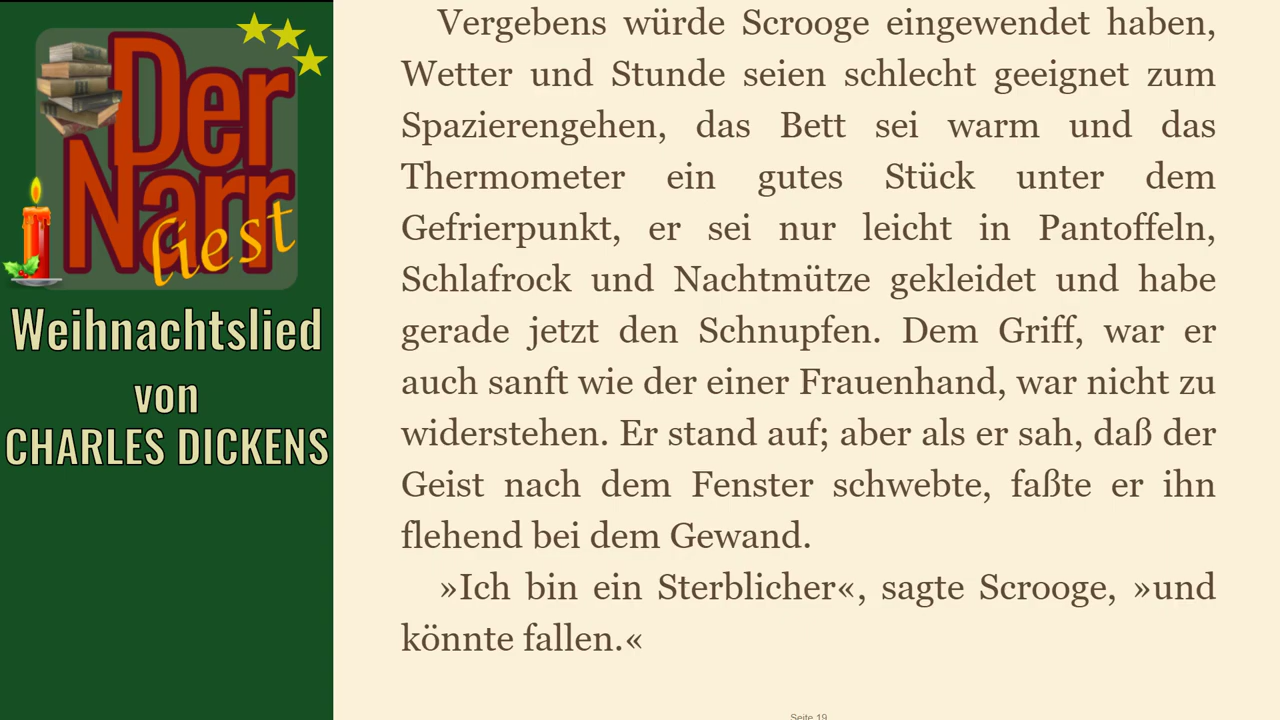 Der
Narr
liest
Weihnachtslied
von
CHARLES DICKENS
Vergebens würde Scrooge eingewendet haben,
Wetter und Stunde seien schlecht geeignet zum
Spazierengehen, das Bett sei warm und das
Thermometer ein gutes Stück unter dem
Gefrierpunkt, er sei nur leicht in Pantoffeln,
Schlafrock und Nachtmütze gekleidet und habe
gerade jetzt den Schnupfen. Dem Griff, war er
auch sanft wie der einer Frauenhand, war nicht zu
widerstehen. Er stand auf; aber als er sah, daß der
Geist nach dem Fenster schwebte, faßte er ihn
flehend bei dem Gewand.
»Ich bin ein Sterblicher«, sagte Scrooge, »und
könnte fallen.«
Seite 19